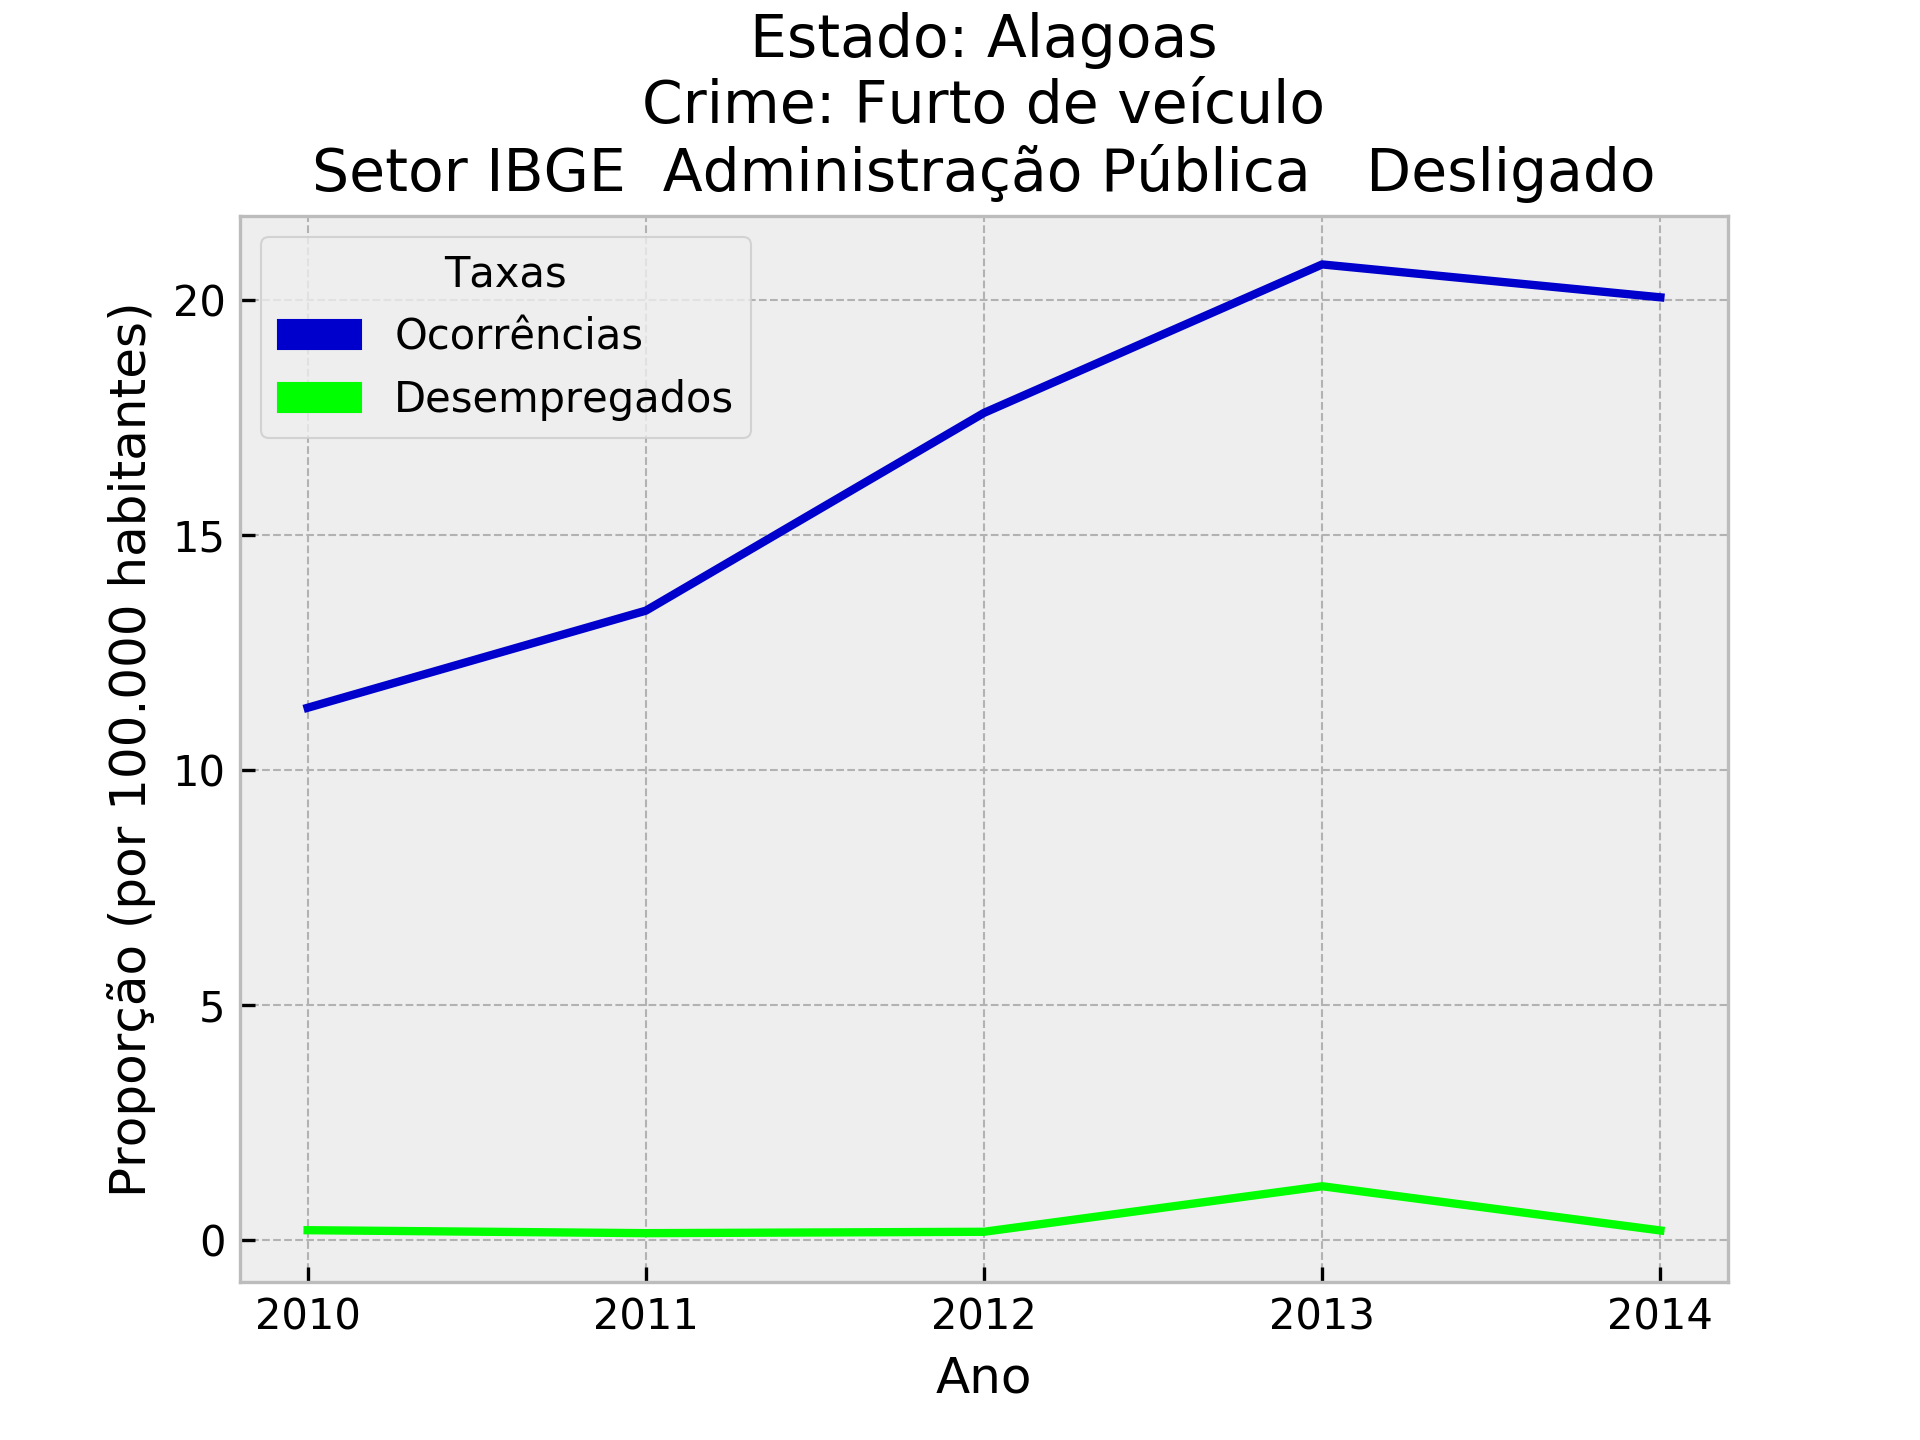 Estado: Alagoas
Crime: Furto de veículo
Setor IBGE  Administração Pública   Desligado
Taxas
Ocorrências
Desempregados
Proporção (por 100.000 habitantes)
20
15
10
5
0
2010
2011
2012
2013
2014
Ano